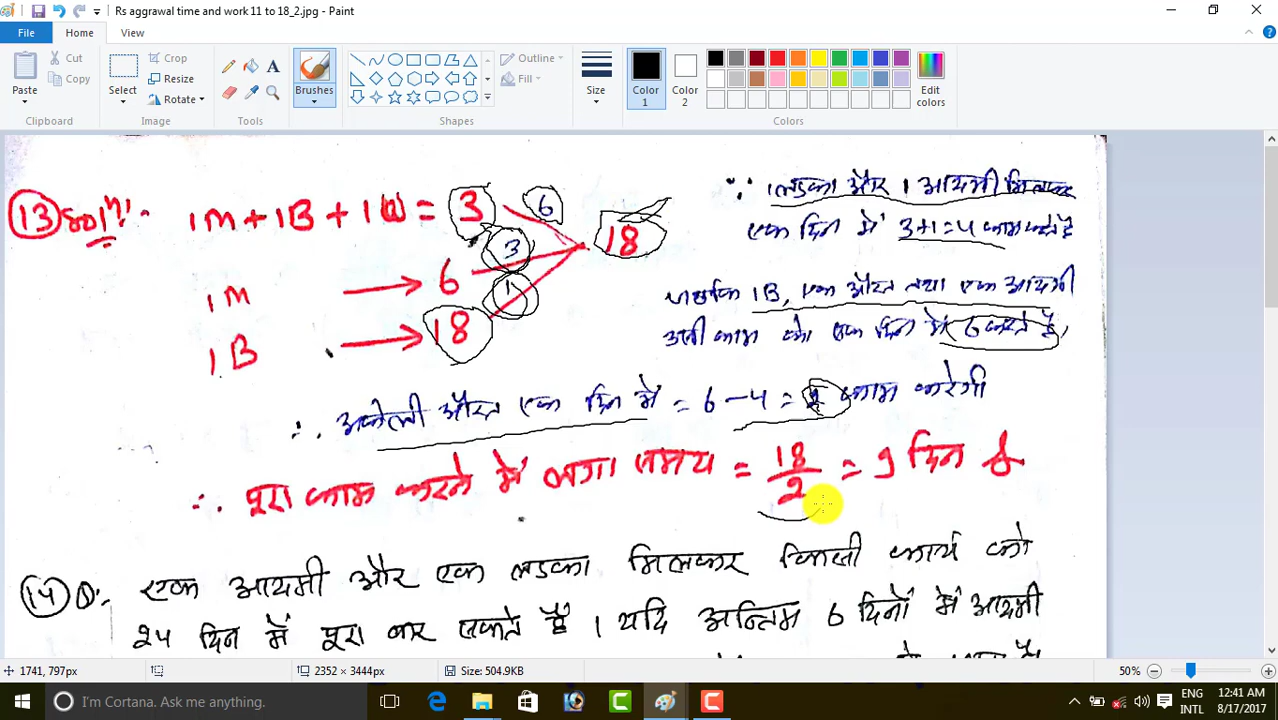 Rs aggrawal time and work 11 to 18_2.jpg - Paint
File Home View
Paste Cut Copy
Clipboard
Select Crop Resize Rotate
Image
Tools
Brushes
Shapes
Outline Fill
Size
Color 1 Color 2 Edit colors
Colors
13 Solⁿ:- 1M + 1B + 1W = 3 6 18
3
1M → 6
1
1B → 18
∵ 1 लडका और 1 आदमी मिलकर
एक दिन में 3+1=4 काम करते है
जबकि 1B, एक औरत तथा एक आदमी
उसी काम को एक दिन में 6 करते है
∴ अकेली औरत एक दिन में = 6-4 = 2 काम करेगी
∴ पूरा काम करने में लगा समय = 18/2 = 9 दिन
14 Q:- एक आदमी और एक लडका मिलकर किसी कार्य को
24 दिन में पूरा कर सकते हैं । यदि अन्तिम 6 दिनों में आदमी
1741, 797px 2352 × 3444px Size: 504.9KB 50%
I'm Cortana. Ask me anything.
ENG INTL 12:41 AM 8/17/2017